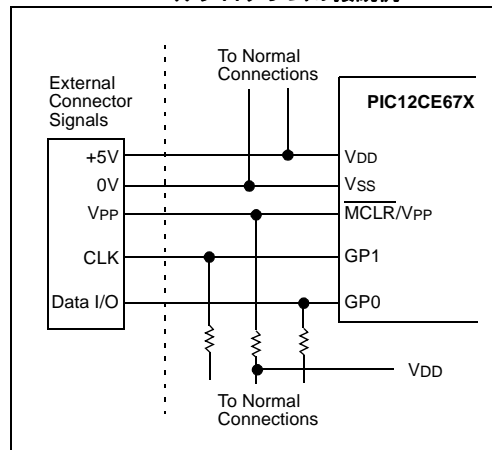 To Normal
Connections
External
Connector
Signals
PIC12CE67X
+5V
VDD
0V
VSS
VPP
MCLR/VPP
CLK
GP1
Data I/O
GP0
VDD
To Normal
Connections